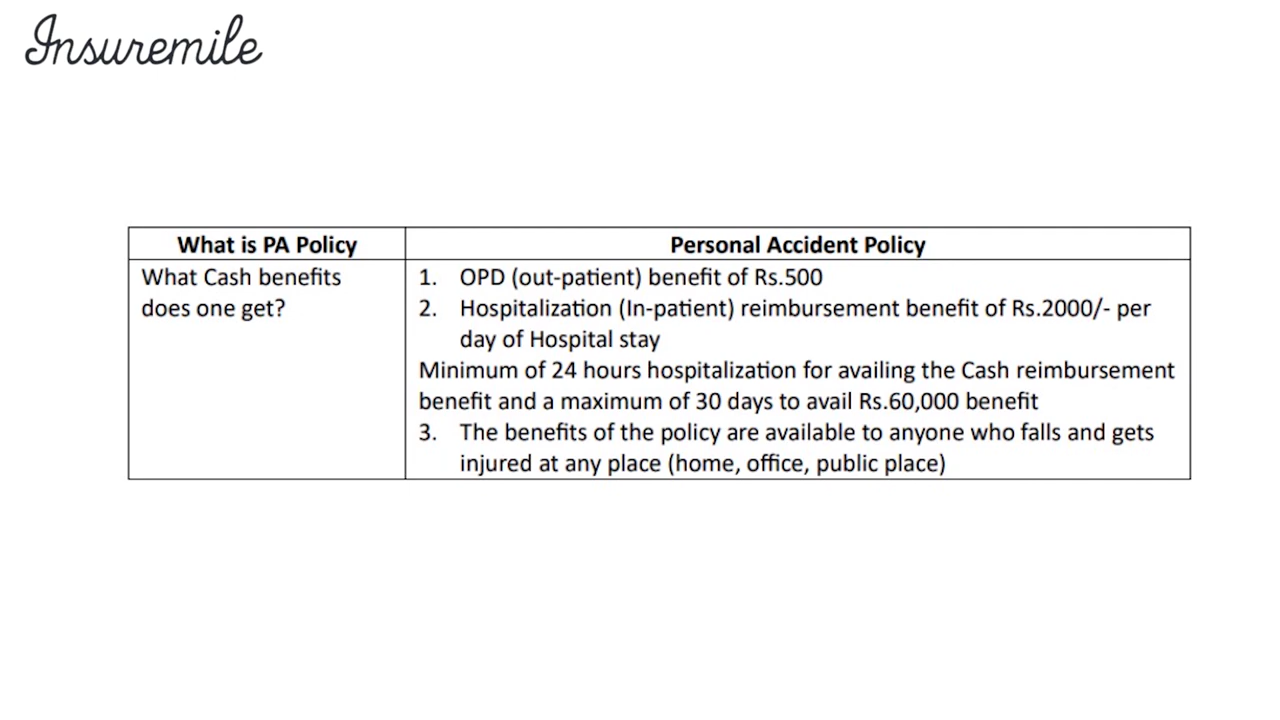 Insuremile
What is PA Policy
Personal Accident Policy
What Cash benefits
does one get?
1. OPD (out-patient) benefit of Rs.500
2. Hospitalization (In-patient) reimbursement benefit of Rs.2000/- per
day of Hospital stay
Minimum of 24 hours hospitalization for availing the Cash reimbursement
benefit and a maximum of 30 days to avail Rs.60,000 benefit
3. The benefits of the policy are available to anyone who falls and gets
injured at any place (home, office, public place)